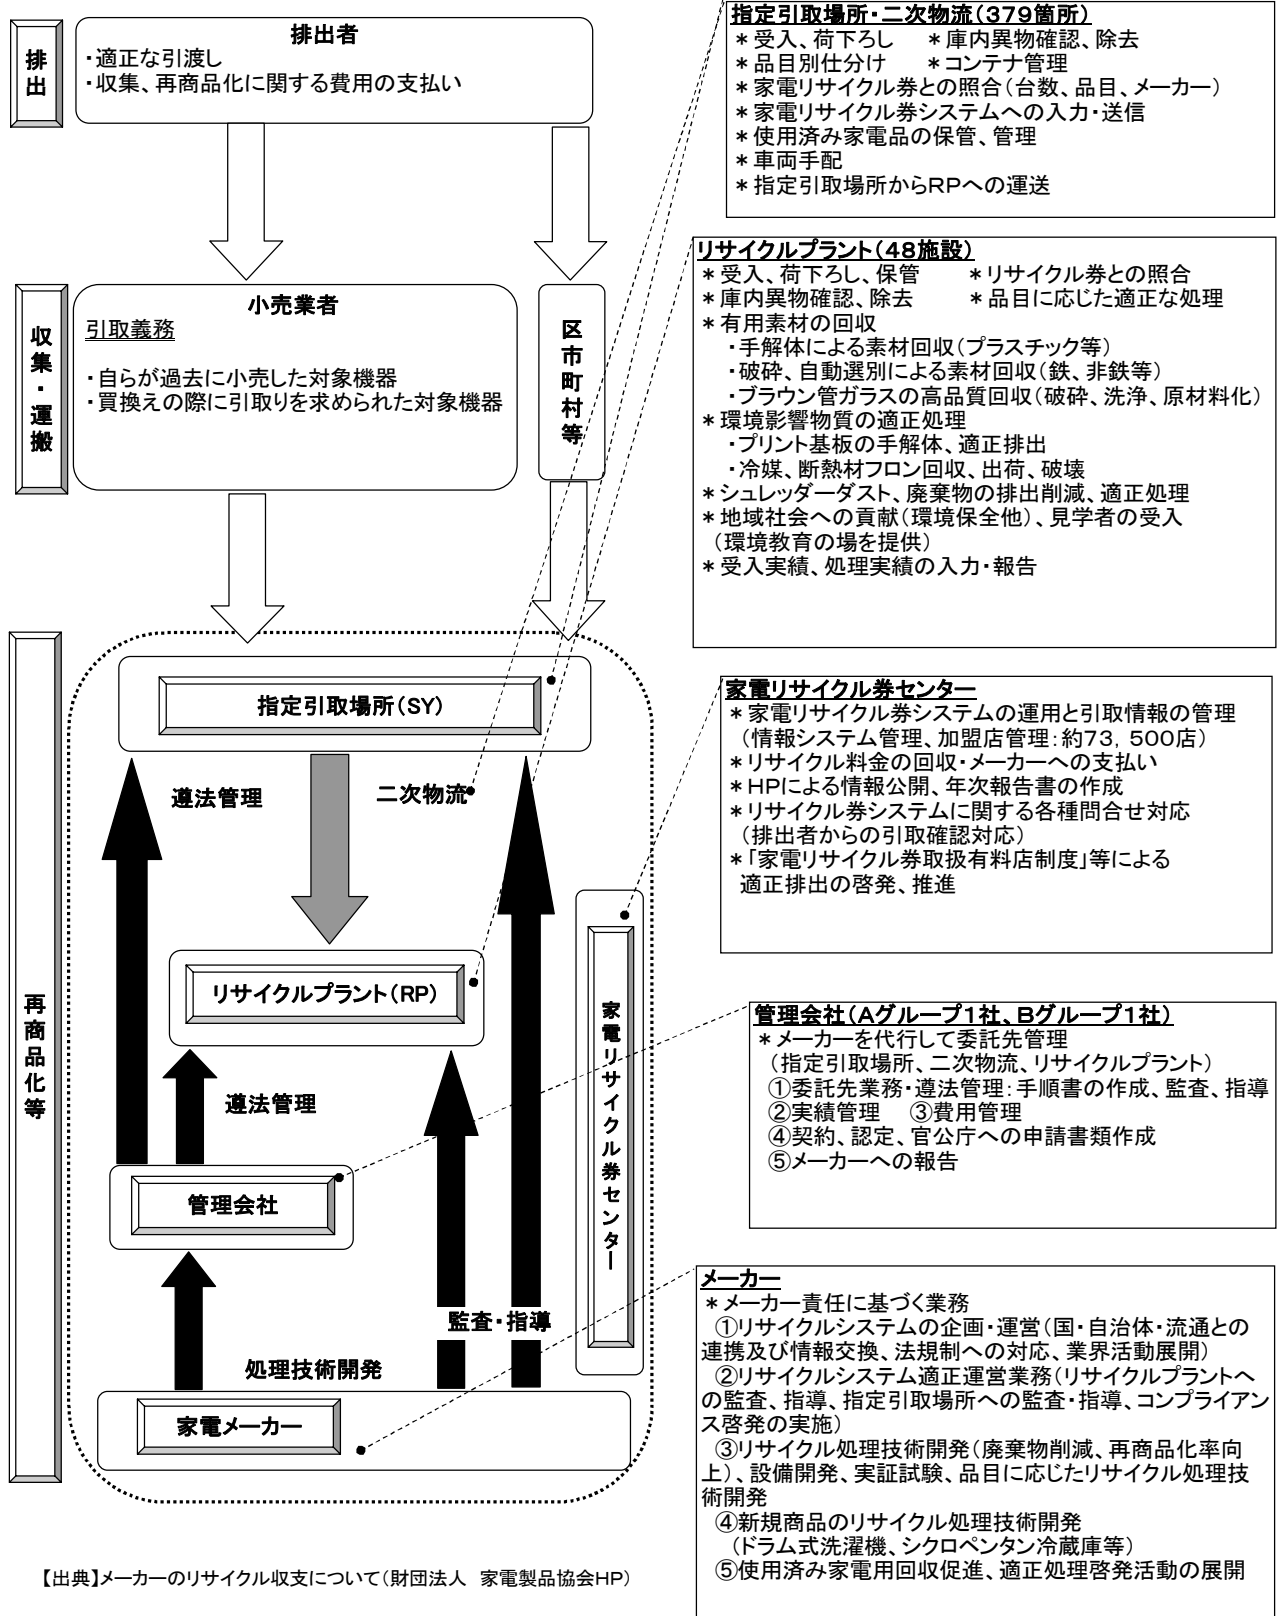 排出
排出者
・適正な引渡し
・収集、再商品化に関する費用の支払い
収集・運搬
小売業者
引取義務
・自らが過去に小売した対象機器
・買換えの際に引取りを求められた対象機器
区市町村等
再商品化等
指定引取場所(SY)
遵法管理
二次物流
リサイクルプラント(RP)
遵法管理
管理会社
監査・指導
処理技術開発
家電メーカー
家電リサイクル券センター
【出典】メーカーのリサイクル収支について(財団法人 家電製品協会HP)
指定引取場所・二次物流(379箇所)
＊受入、荷下ろし ＊庫内異物確認、除去
＊品目別仕分け ＊コンテナ管理
＊家電リサイクル券との照合(台数、品目、メーカー)
＊家電リサイクル券システムへの入力・送信
＊使用済み家電品の保管、管理
＊車両手配
＊指定引取場所からRPへの運送
リサイクルプラント(48施設)
＊受入、荷下ろし、保管 ＊リサイクル券との照合
＊庫内異物確認、除去 ＊品目に応じた適正な処理
＊有用素材の回収
・手解体による素材回収(プラスチック等)
・破砕、自動選別による素材回収(鉄、非鉄等)
・ブラウン管ガラスの高品質回収(破砕、洗浄、原材料化)
＊環境影響物質の適正処理
・プリント基板の手解体、適正排出
・冷媒、断熱材フロン回収、出荷、破壊
＊シュレッダーダスト、廃棄物の排出削減、適正処理
＊地域社会への貢献(環境保全他)、見学者の受入
(環境教育の場を提供)
＊受入実績、処理実績の入力・報告
家電リサイクル券センター
＊家電リサイクル券システムの運用と引取情報の管理
(情報システム管理、加盟店管理:約73,500店)
＊リサイクル料金の回収・メーカーへの支払い
＊HPによる情報公開、年次報告書の作成
＊リサイクル券システムに関する各種問合せ対応
(排出者からの引取確認対応)
＊「家電リサイクル券取扱有料店制度」等による
適正排出の啓発、推進
管理会社(Aグループ1社、Bグループ1社)
＊メーカーを代行して委託先管理
(指定引取場所、二次物流、リサイクルプラント)
①委託先業務・遵法管理:手順書の作成、監査、指導
②実績管理 ③費用管理
④契約、認定、官公庁への申請書類作成
⑤メーカーへの報告
メーカー
＊メーカー責任に基づく業務
①リサイクルシステムの企画・運営(国・自治体・流通との
連携及び情報交換、法規制への対応、業界活動展開)
②リサイクルシステム適正運営業務(リサイクルプラントへ
の監査、指導、指定引取場所への監査・指導、コンプライアン
ス啓発の実施)
③リサイクル処理技術開発(廃棄物削減、再商品化率向
上)、設備開発、実証試験、品目に応じたリサイクル処理技
術開発
④新規商品のリサイクル処理技術開発
(ドラム式洗濯機、シクロペンタン冷蔵庫等)
⑤使用済み家電用回収促進、適正処理啓発活動の展開